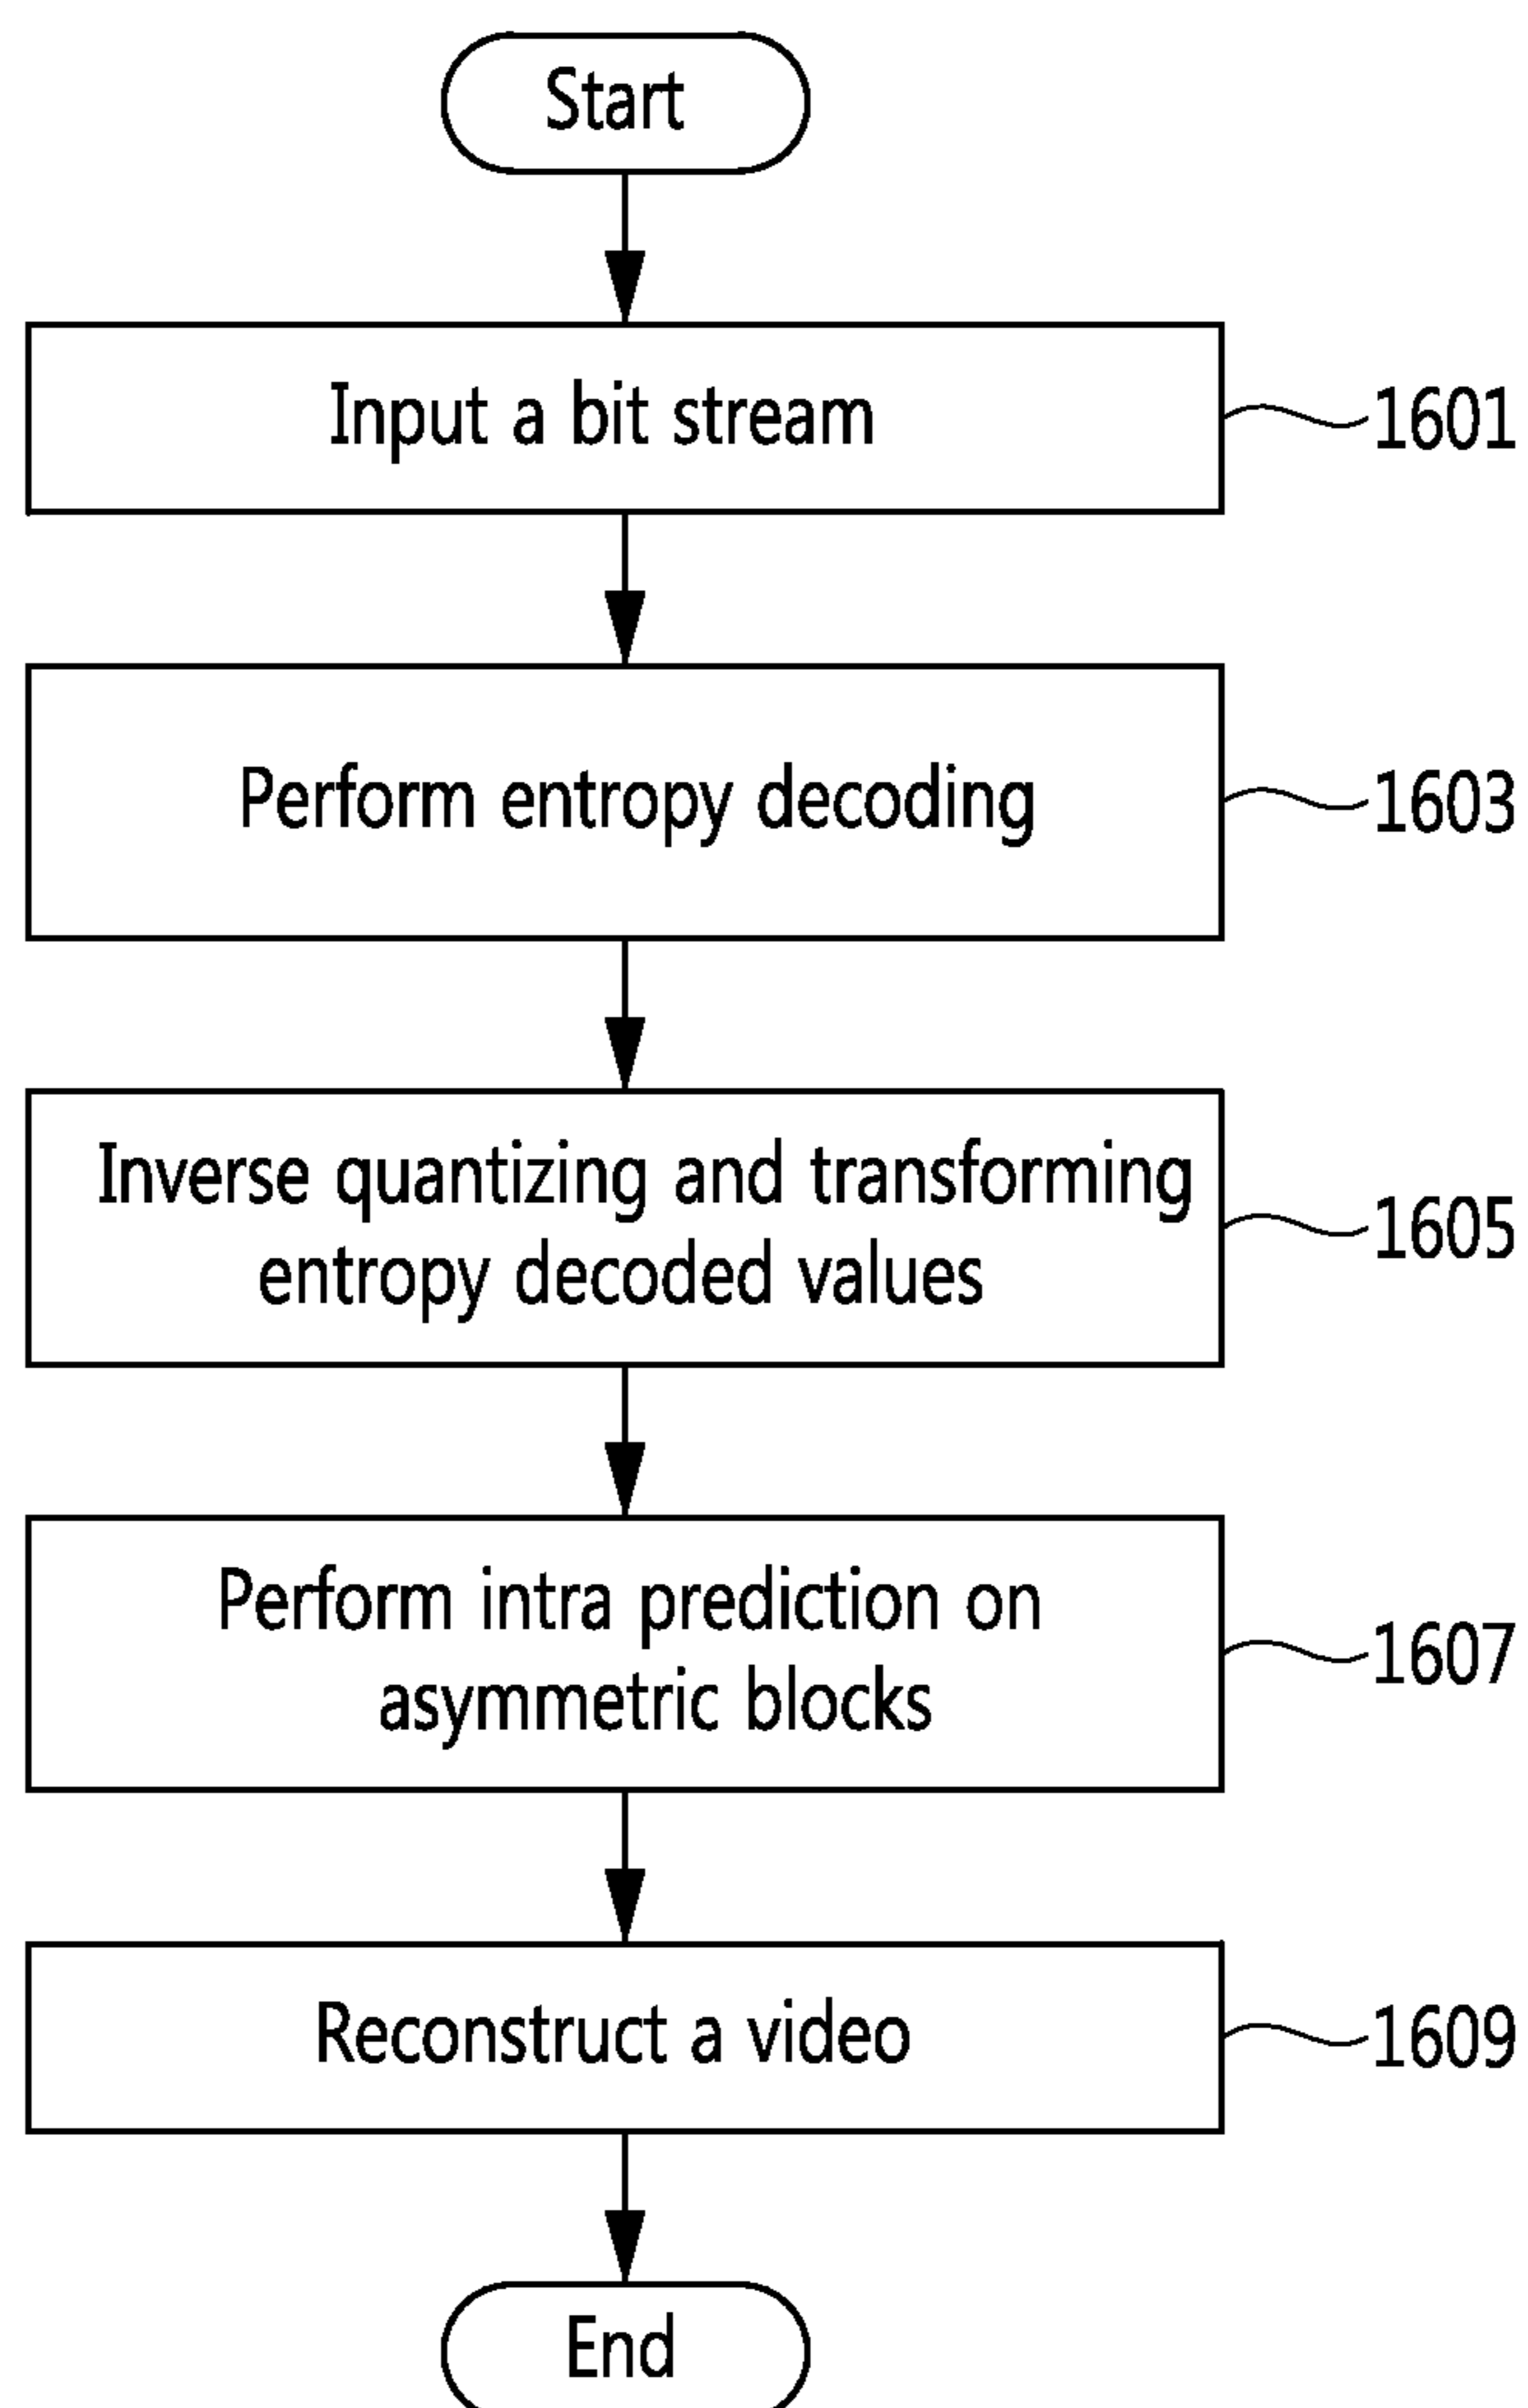 Start
Input a bit stream
1601
Perform entropy decoding
1603
Inverse quantizing and transforming
entropy decoded values
1605
Perform intra prediction on
asymmetric blocks
1607
Reconstruct a video
1609
End